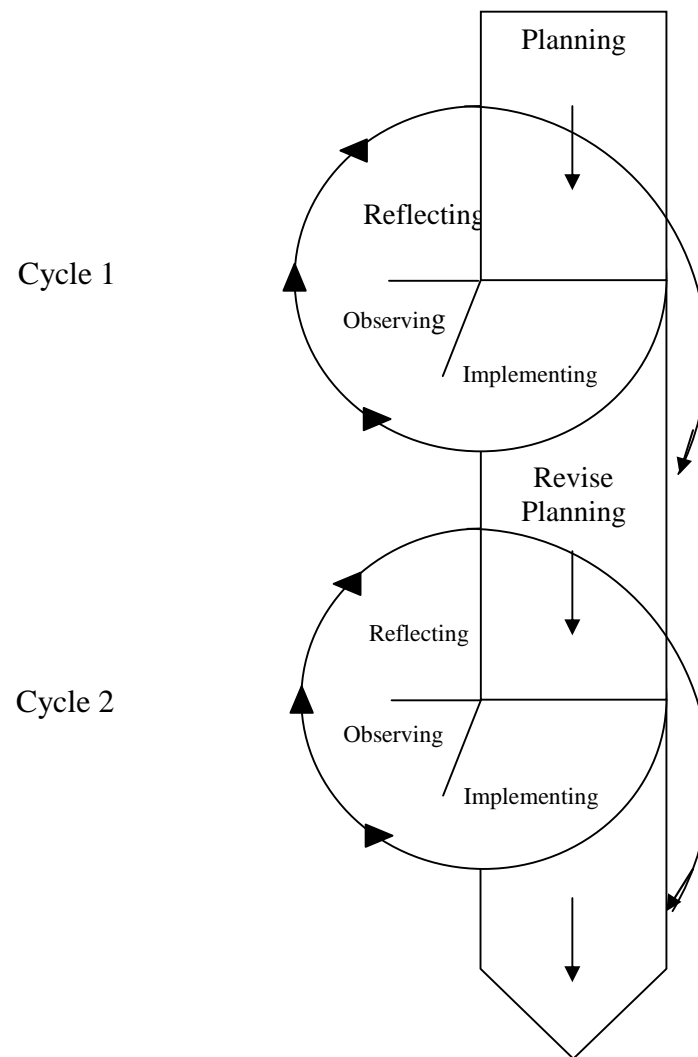 Planning
Reflecting
Cycle 1
Observing
Implementing
Revise
Planning
Reflecting
Cycle 2
Observing
Implementing